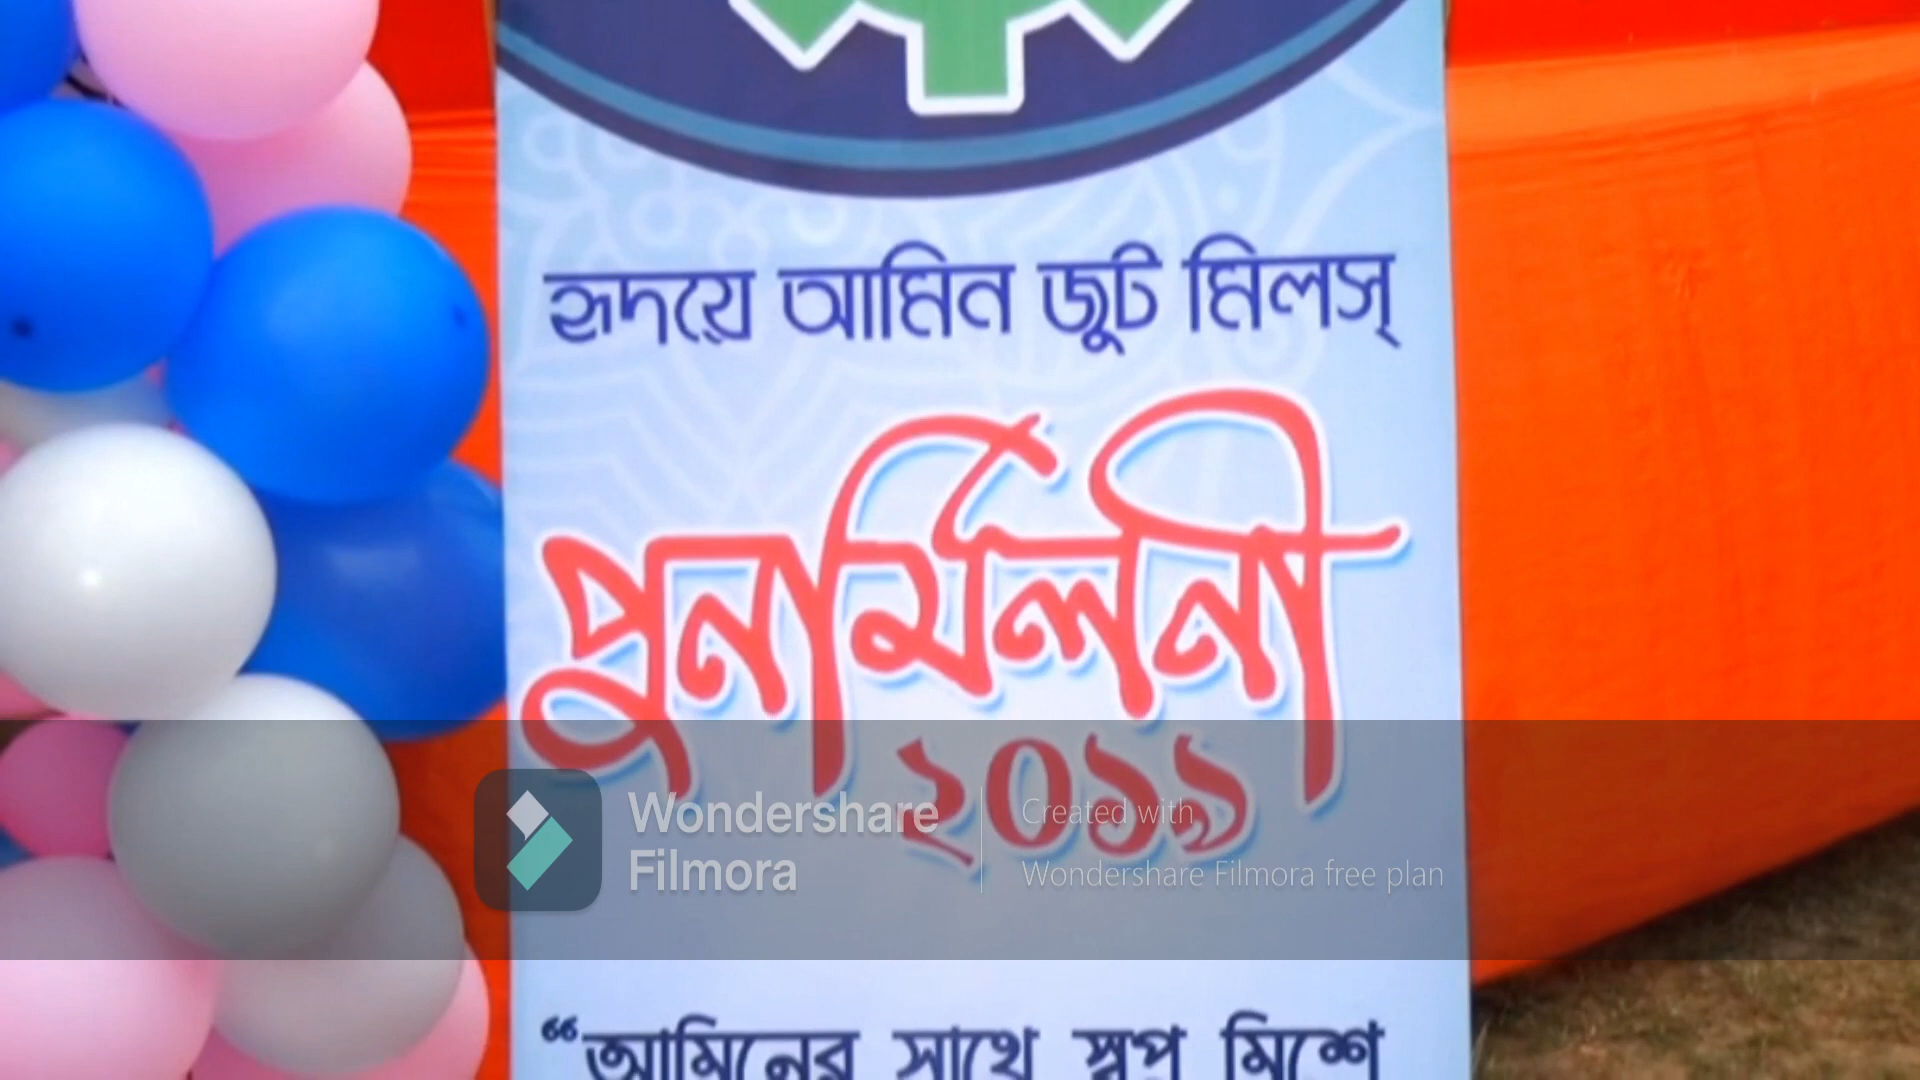 হৃদয়ে আমিন জুট মিলস্
পুনর্মিলনী
২০১৯
Wondershare
Filmora
Created with
Wondershare Filmora free plan
“আমিনের সাথে স্বপ্ন মিশে